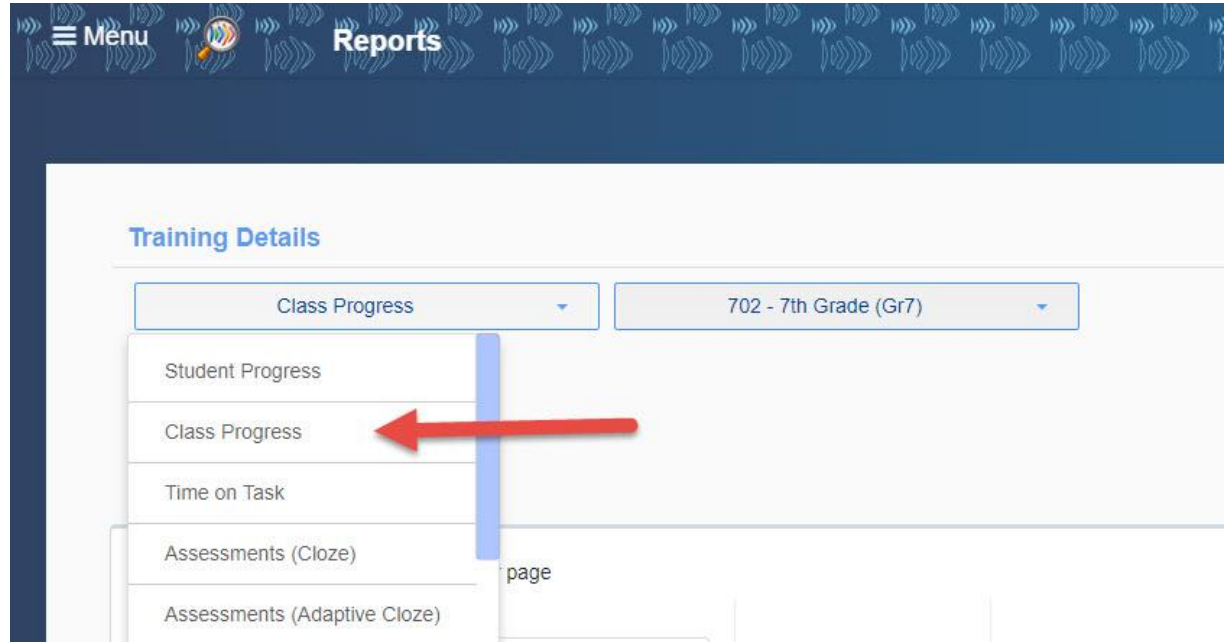 Menu
Reports
Training Details
Class Progress
702 - 7th Grade (Gr7)
Student Progress
Class Progress
Time on Task
Assessments (Cloze)
page
Assessments (Adaptive Cloze)